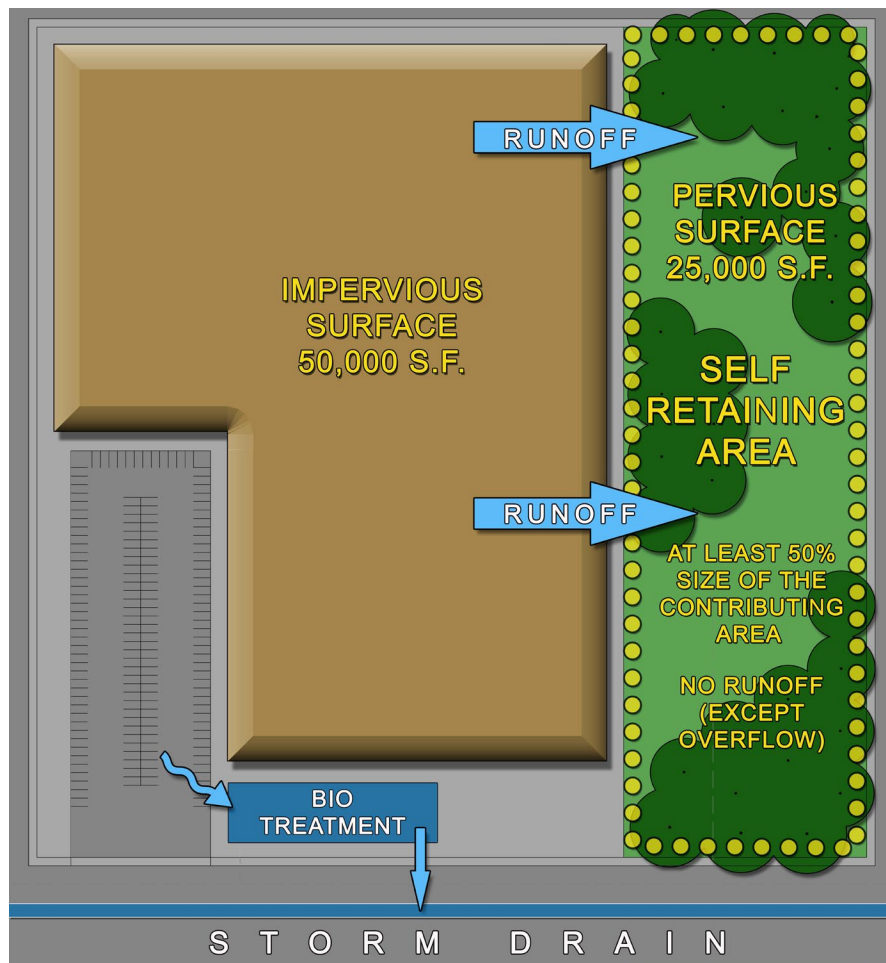 RUNOFF
PERVIOUS
SURFACE
25,000 S.F.
IMPERVIOUS
SURFACE
50,000 S.F.
SELF
RETAINING
AREA
RUNOFF
AT LEAST 50%
SIZE OF THE
CONTRIBUTING
AREA
NO RUNOFF
(EXCEPT
OVERFLOW)
BIO
TREATMENT
STORM DRAIN